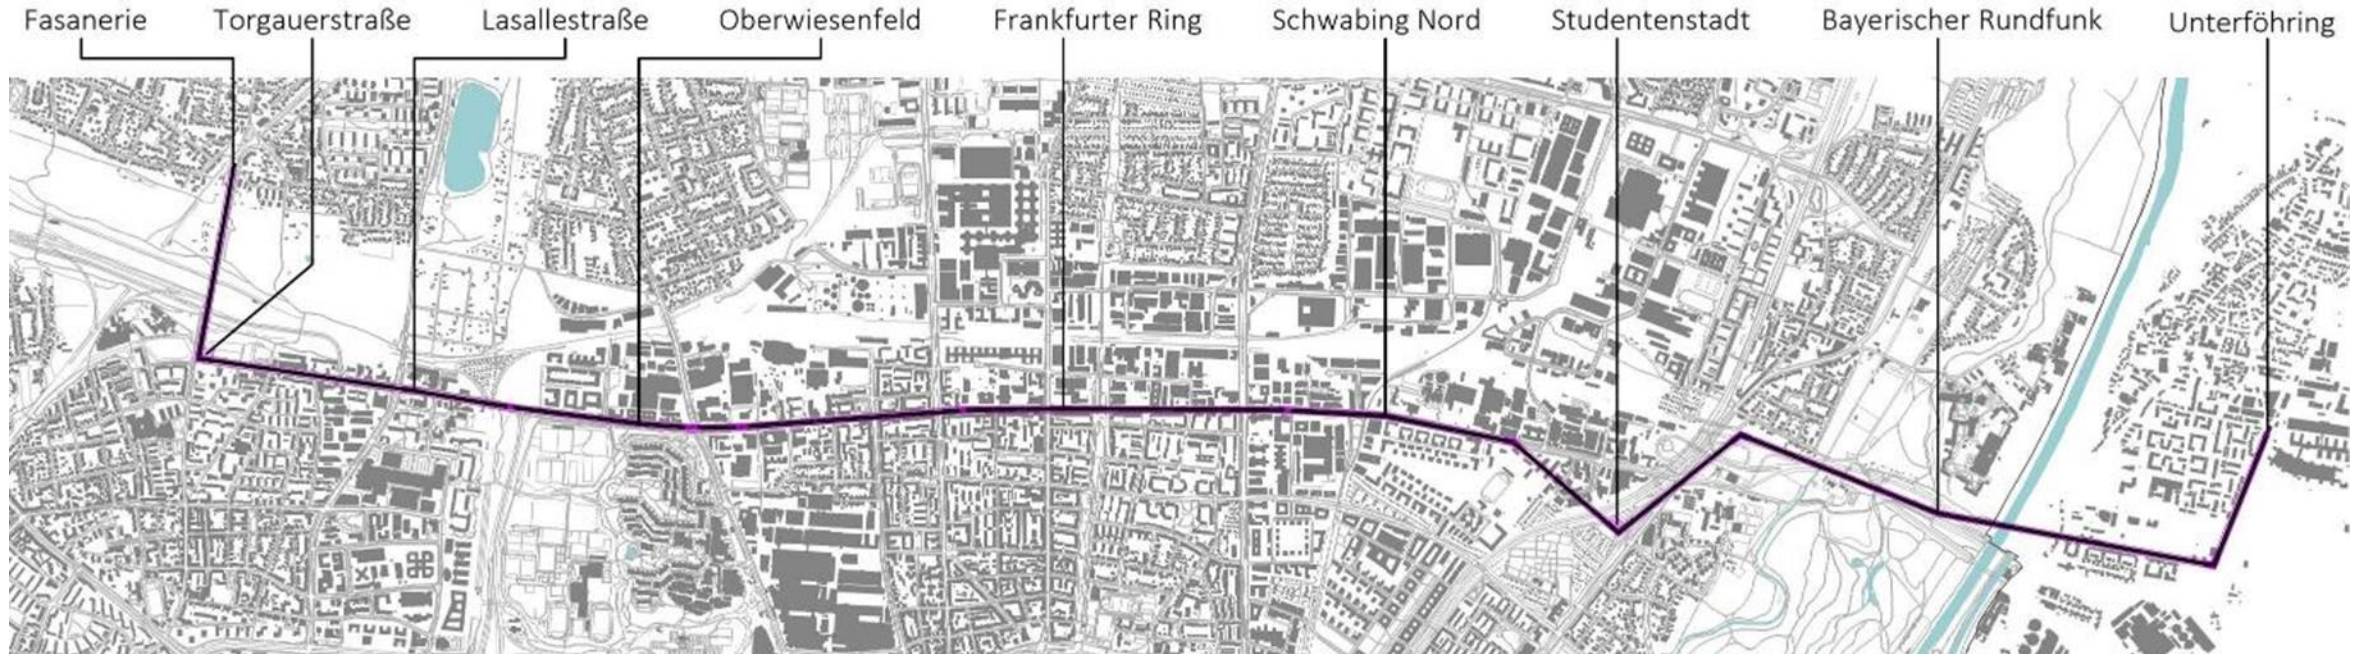 Fasanerie
Torgauerstraße
Lasallestraße
Oberwiesenfeld
Frankfurter Ring
Schwabing Nord
Studentenstadt
Bayerischer Rundfunk
Unterföhring